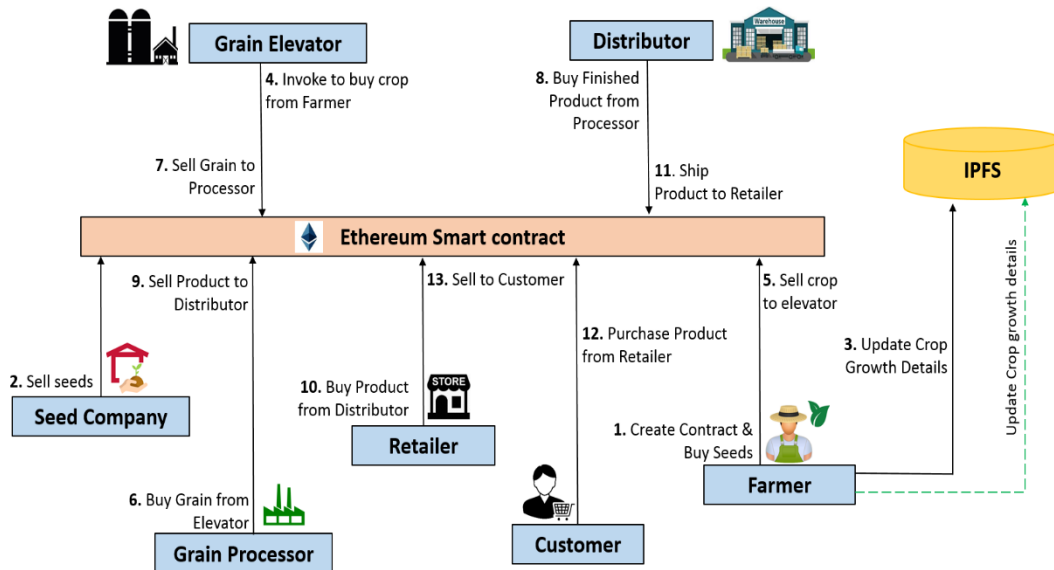 Grain Elevator
Distributor
Warehouse
4. Invoke to buy crop
from Farmer
8. Buy Finished
Product from
Processor
7. Sell Grain to
Processor
11. Ship
Product to Retailer
IPFS
Ethereum Smart contract
9. Sell Product to
Distributor
13. Sell to Customer
5. Sell crop
to elevator
12. Purchase Product
from Retailer
3. Update Crop
Growth Details
Update Crop growth details
2. Sell seeds
Seed Company
10. Buy Product
from Distributor
STORE
Retailer
1. Create Contract &
Buy Seeds
Farmer
6. Buy Grain from
Elevator
Grain Processor
Customer